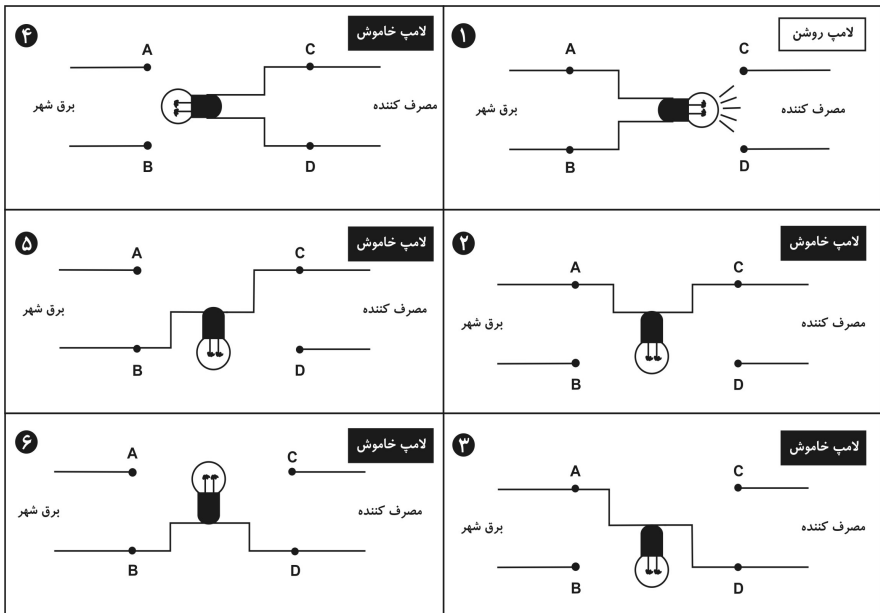 ۱
لامپ روشن
A
C
برق شهر
مصرف کننده
B
D
۲
لامپ خاموش
A
C
برق شهر
مصرف کننده
B
D
۳
لامپ خاموش
A
C
برق شهر
مصرف کننده
B
D
۴
لامپ خاموش
A
C
برق شهر
مصرف کننده
B
D
۵
لامپ خاموش
A
C
برق شهر
مصرف کننده
B
D
۶
لامپ خاموش
A
C
برق شهر
مصرف کننده
B
D